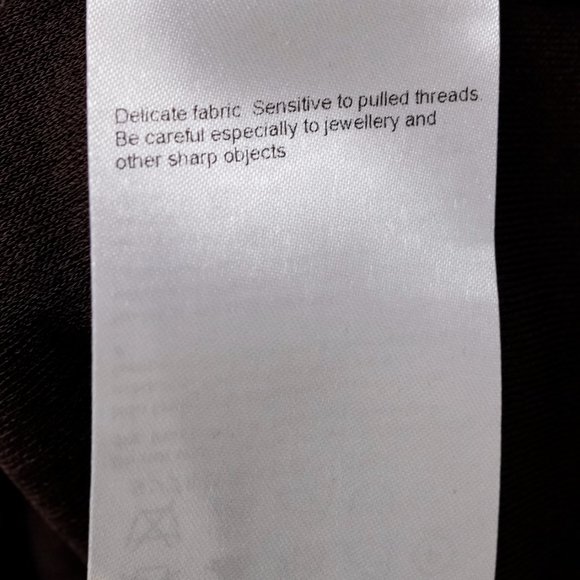 Delicate fabric Sensitive to pulled threads.
Be careful especially to jewellery and
other sharp objects